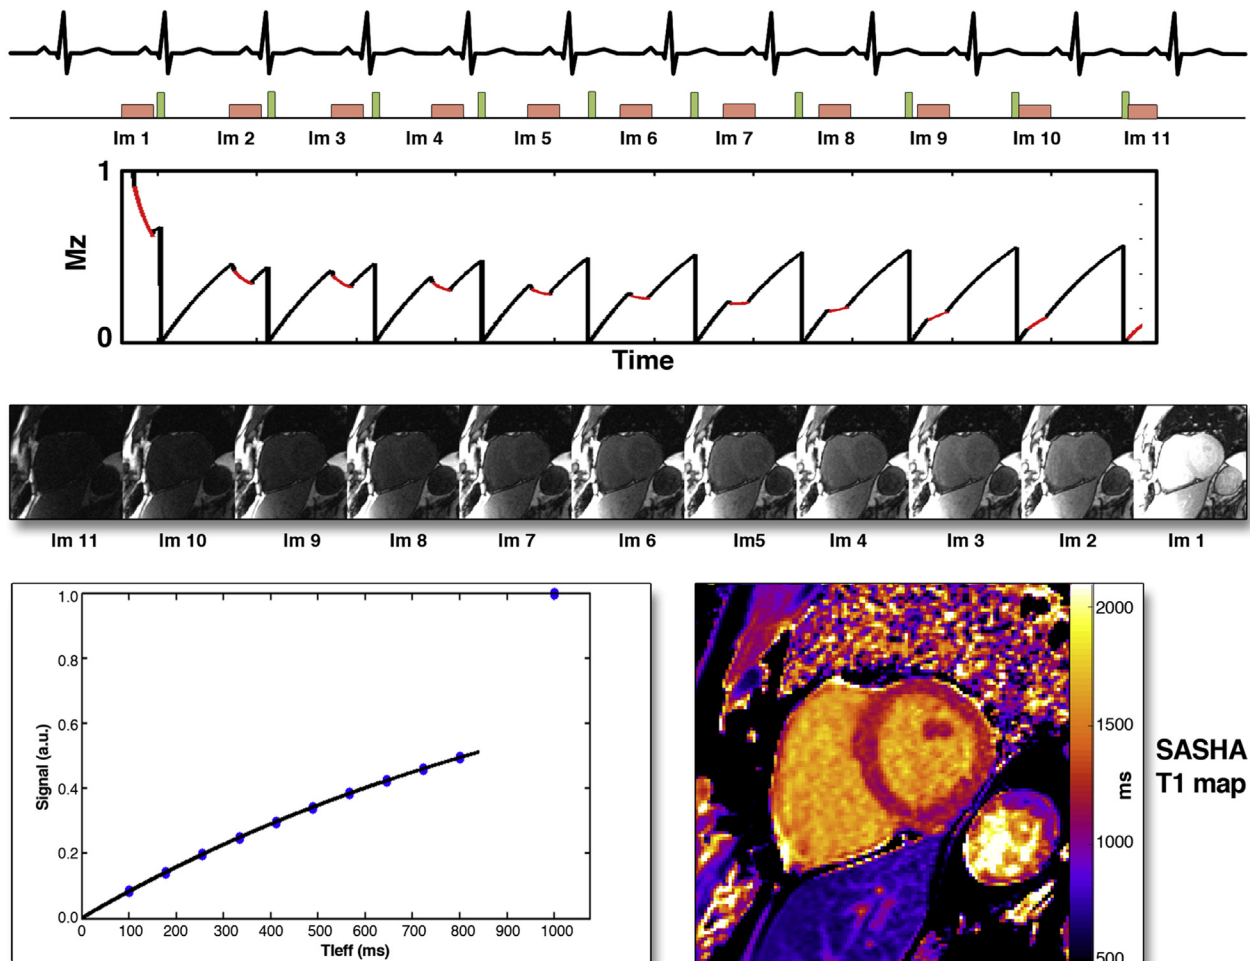 Im 1 Im 2 Im 3 Im 4 Im 5 Im 6 Im 7 Im 8 Im 9 Im 10 Im 11
1
Mz
0
Time
Im 11 Im 10 Im 9 Im 8 Im 7 Im 6 Im5 Im 4 Im 3 Im 2 Im 1
1.0
0.8
0.6
0.4
0.2
0.0
Signal (a.u.)
0 100 200 300 400 500 600 700 800 900 1000
TIeff (ms)
2000
1500
1000
500
ms
SASHA
T1 map